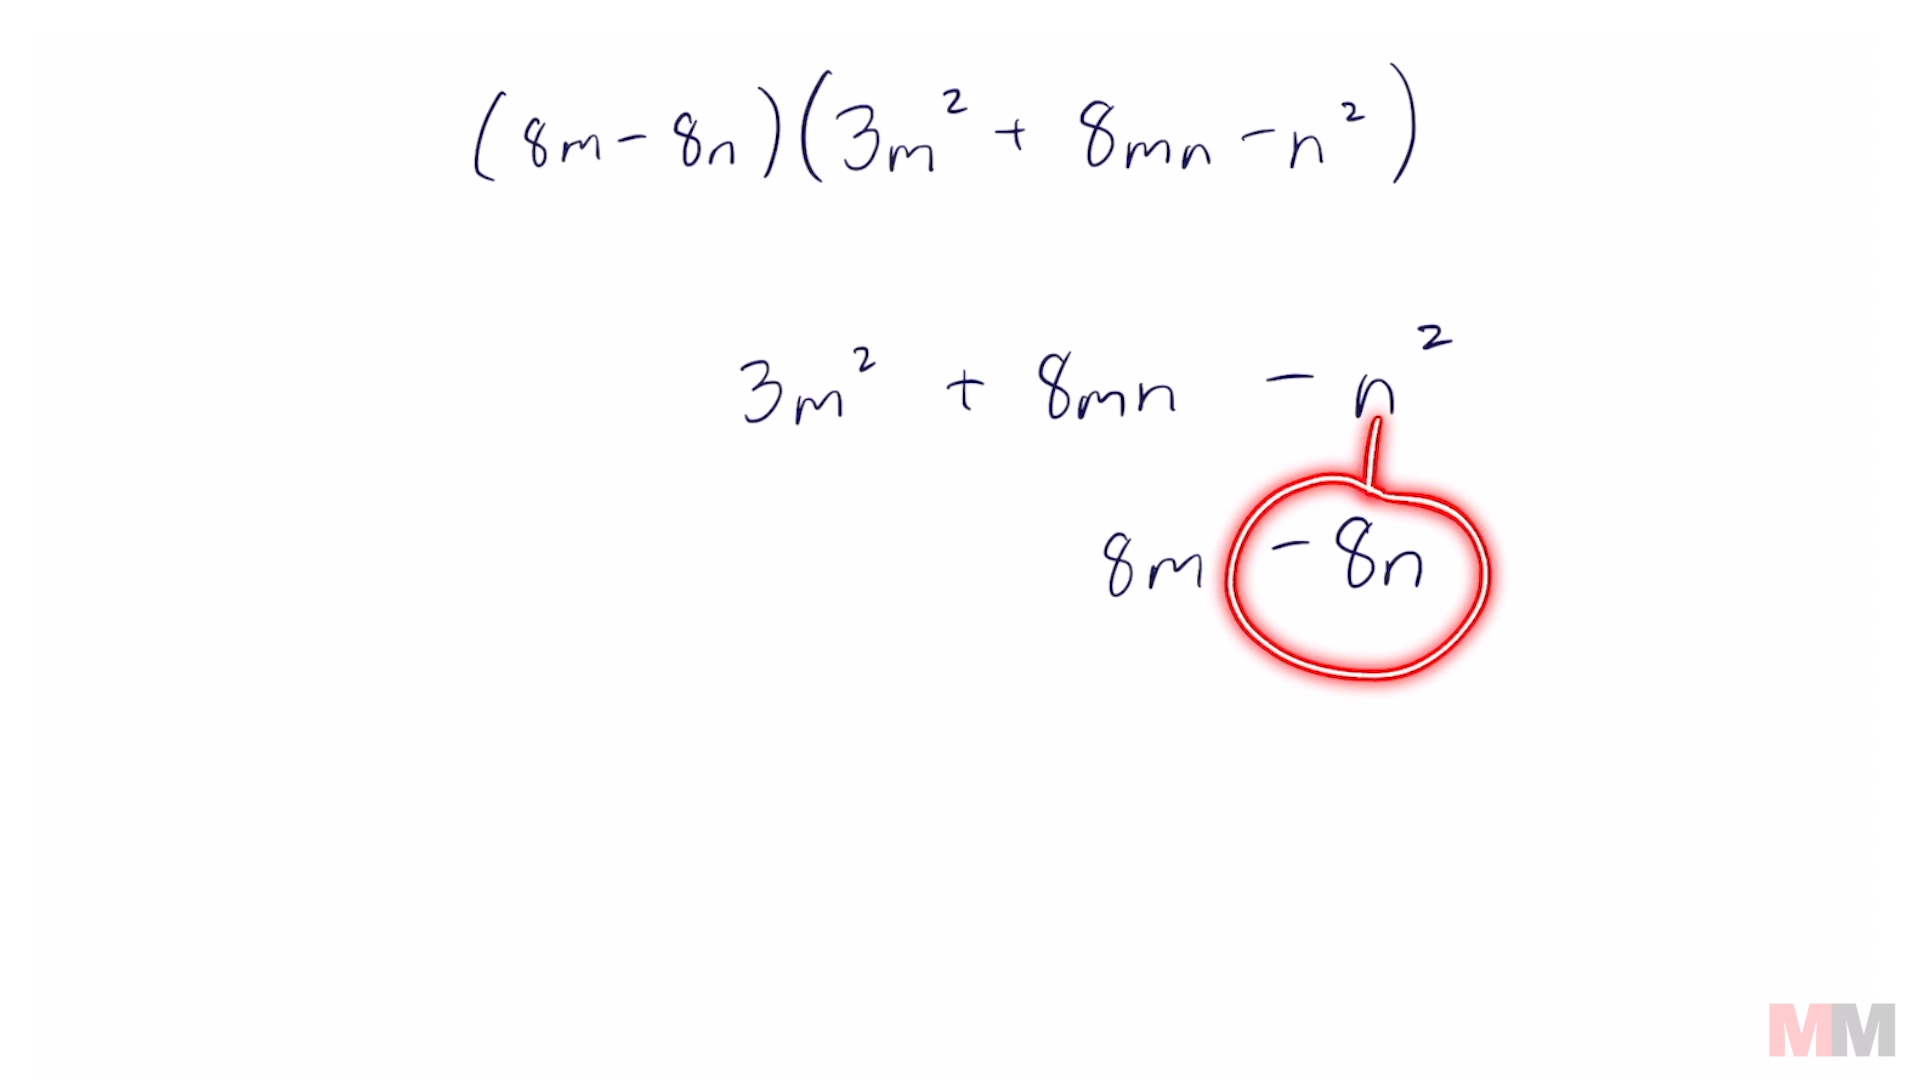 (8m - 8n)(3m² + 8mn - n²)
3m² + 8mn - n²
8m - 8n
MM